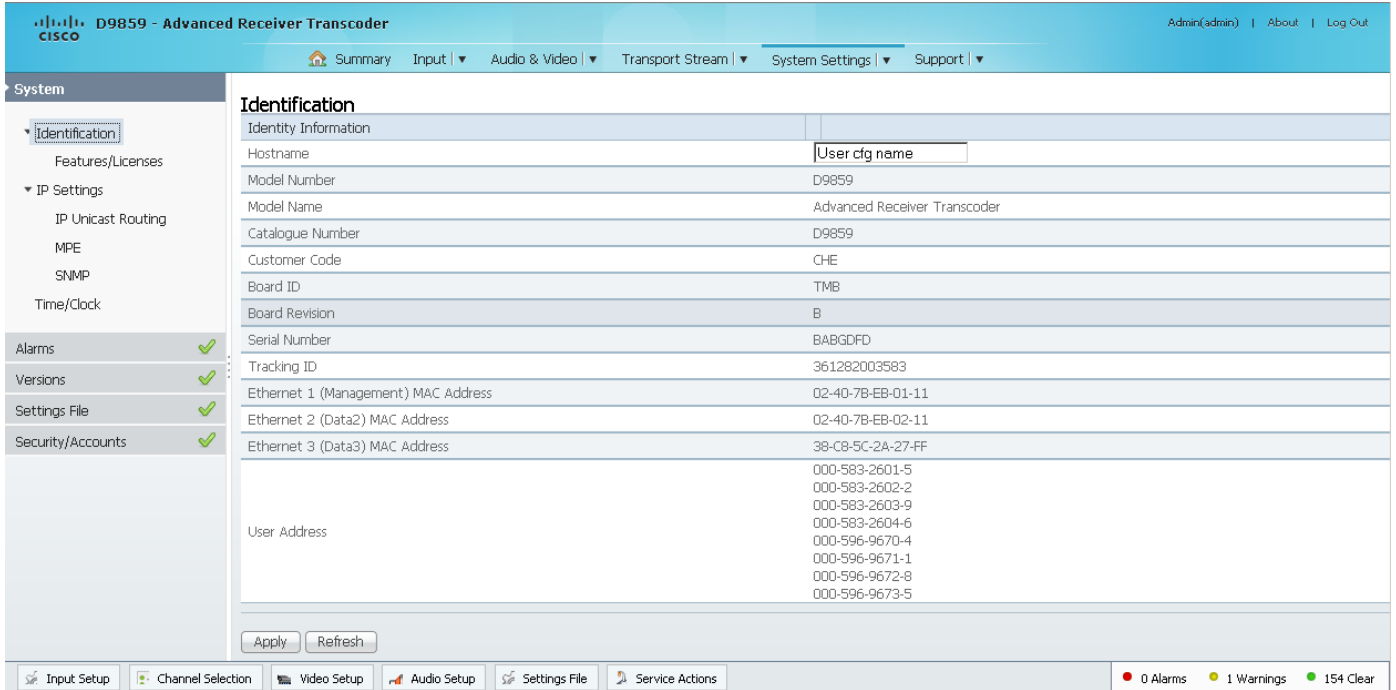 CISCO D9859 - Advanced Receiver Transcoder
Admin(admin) | About | Log Out
Summary Input | Audio & Video | Transport Stream | System Settings | Support |
System
Identification
Features/Licenses
IP Settings
IP Unicast Routing
MPE
SNMP
Time/Clock
Alarms
Versions
Settings File
Security/Accounts
Identification
Identity Information
Hostname User cfg name
Model Number D9859
Model Name Advanced Receiver Transcoder
Catalogue Number D9859
Customer Code CHE
Board ID TMB
Board Revision B
Serial Number BABGDFD
Tracking ID 361282003583
Ethernet 1 (Management) MAC Address 02-40-7B-EB-01-11
Ethernet 2 (Data2) MAC Address 02-40-7B-EB-02-11
Ethernet 3 (Data3) MAC Address 38-C8-5C-2A-27-FF
User Address
000-583-2601-5
000-583-2602-2
000-583-2603-9
000-583-2604-6
000-596-9670-4
000-596-9671-1
000-596-9672-8
000-596-9673-5
Apply Refresh
Input Setup Channel Selection Video Setup Audio Setup Settings File Service Actions
0 Alarms 1 Warnings 154 Clear